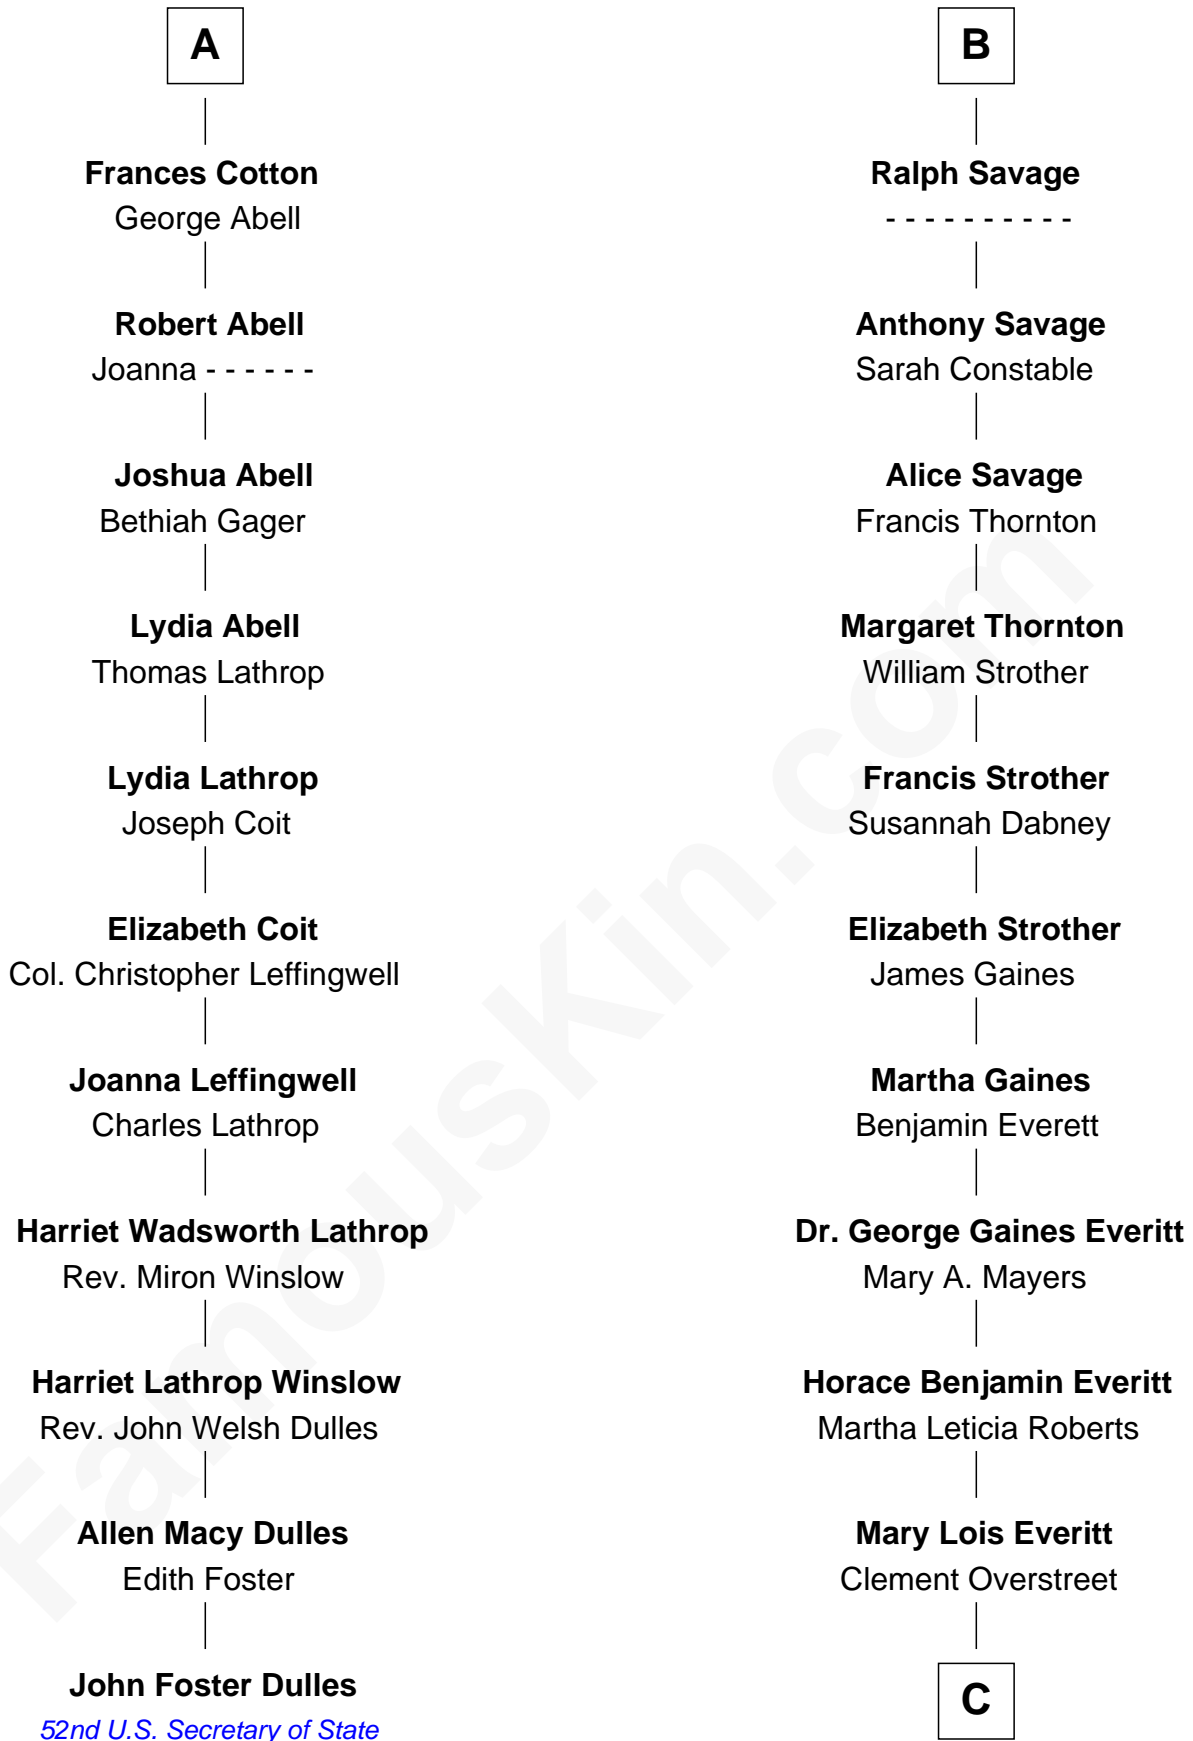 A
Frances Cotton
George Abell
Robert Abell
Joanna - - - - - -
Joshua Abell
Bethiah Gager
Lydia Abell
Thomas Lathrop
Lydia Lathrop
Joseph Coit
Elizabeth Coit
Col. Christopher Leffingwell
Joanna Leffingwell
Charles Lathrop
Harriet Wadsworth Lathrop
Rev. Miron Winslow
Harriet Lathrop Winslow
Rev. John Welsh Dulles
Allen Macy Dulles
Edith Foster
John Foster Dulles
52nd U.S. Secretary of State
B
Ralph Savage
- - - - - - - - - -
Anthony Savage
Sarah Constable
Alice Savage
Francis Thornton
Margaret Thornton
William Strother
Francis Strother
Susannah Dabney
Elizabeth Strother
James Gaines
Martha Gaines
Benjamin Everett
Dr. George Gaines Everitt
Mary A. Mayers
Horace Benjamin Everitt
Martha Leticia Roberts
Mary Lois Everitt
Clement Overstreet
C
FamousKin.com